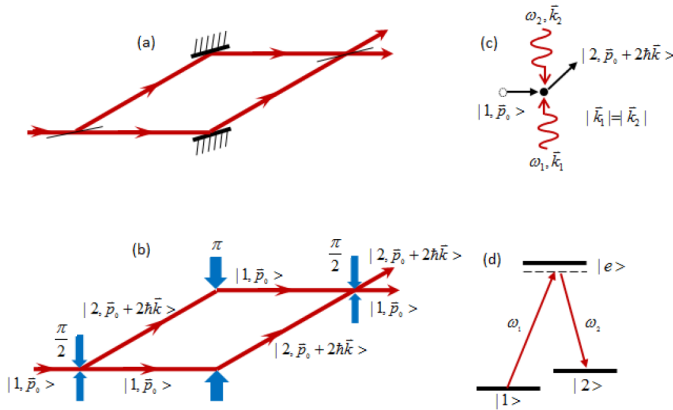 (a)
ω₂, k̄₂
(c)
| 2, p̄₀ + 2ħk̄ >
| 1, p̄₀ >
| k̄₁ |=| k̄₂ |
ω₁, k̄₁
(b)
π
π/2
| 2, p̄₀ + 2ħk̄ >
(d)
| 1, p̄₀ >
| e >
| 2, p̄₀ + 2ħk̄ >
| 1, p̄₀ >
π/2
ω₁
ω₂
| 2, p̄₀ + 2ħk̄ >
| 1, p̄₀ >
| 1, p̄₀ >
| 2 >
| 1 >